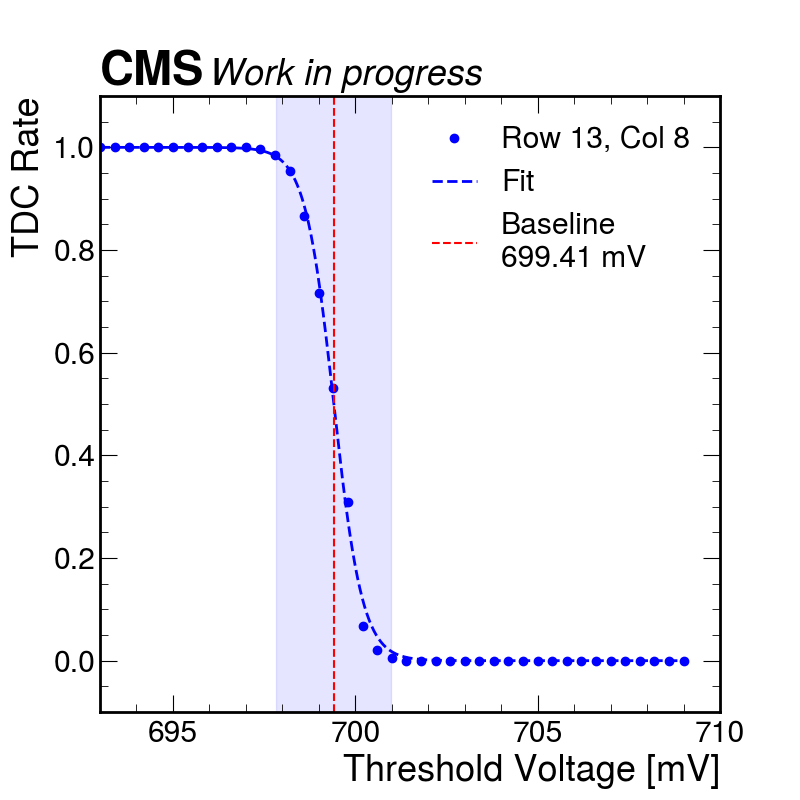 CMS Work in progress
TDC Rate
1.0
0.8
0.6
0.4
0.2
0.0
Row 13, Col 8
Fit
Baseline
699.41 mV
695 700 705 710
Threshold Voltage [mV]